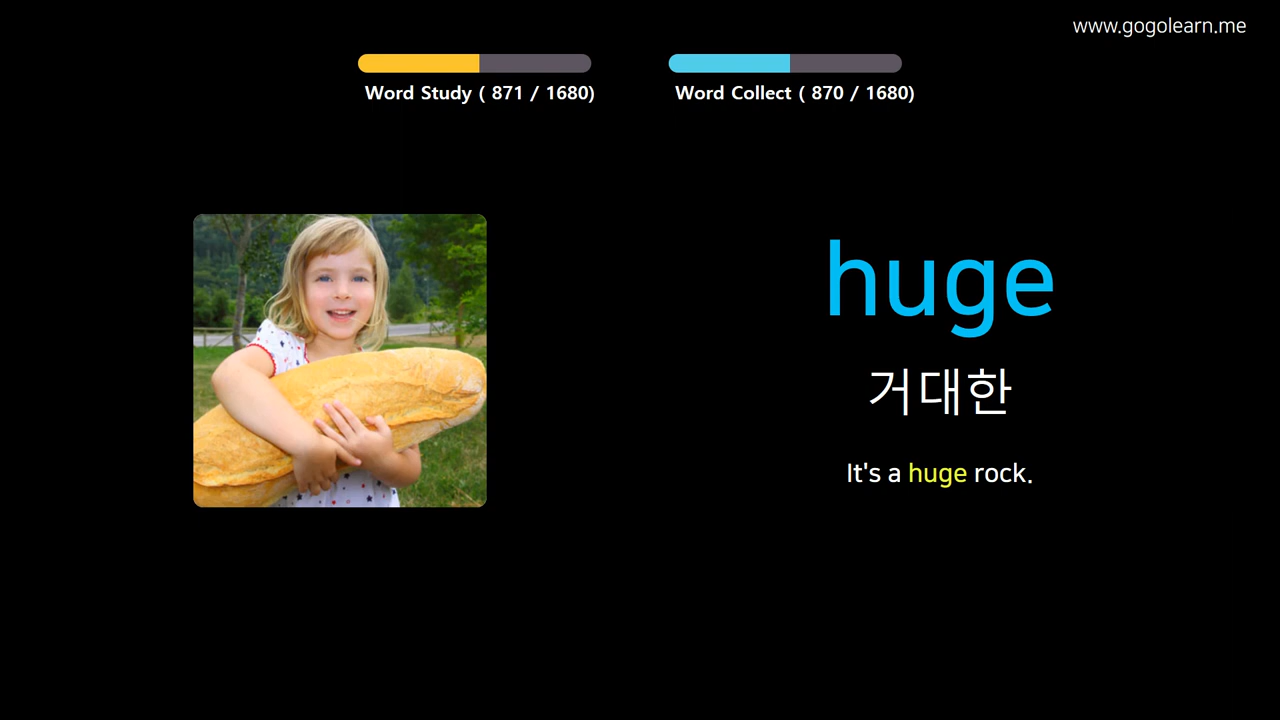 www.gogolearn.me
Word Study ( 871 / 1680)
Word Collect ( 870 / 1680)
huge
거대한
It's a huge rock.